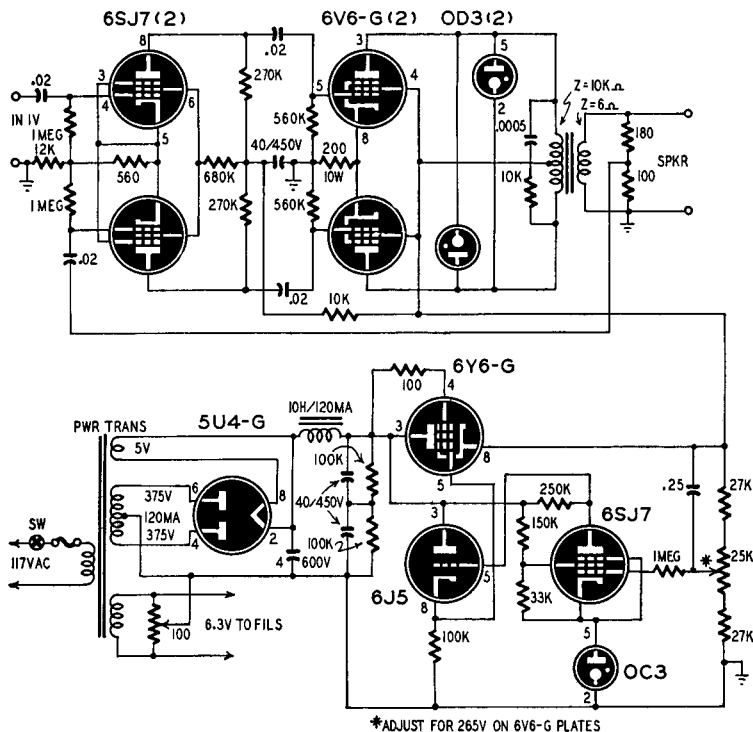 6SJ7(2)
6V6-G(2)
OD3(2)
8
.02
3
5
.02
3
4
6
270K
5
4
2
Z=10K Ω
Z=6Ω
IN 1V
1MEG
5
560K
8
.0005
180
12K
40/450V
200
SPKR
560
680K
10W
10K
100
1MEG
270K
560K
.02
.02
10K
6Y6-G
100
4
PWR TRANS
5U4-G
10H/120MA
3
8
5V
100K
5
27K
375V
6
8
40/450V
250K
.25
6SJ7
120MA
3
150K
SW
375V
2
1MEG
*
25K
117VAC
4
100K
4
600V
6J5
5
8
33K
100
6.3V TO FILS
100K
5
27K
OC3
2
*ADJUST FOR 265V ON 6V6-G PLATES